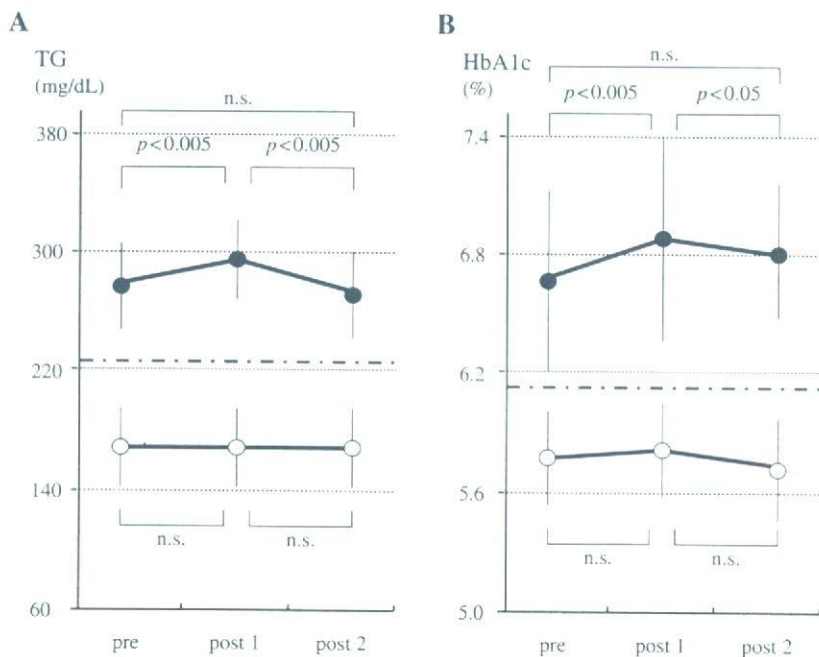 A
TG
(mg/dL)
n.s.
380
p<0.005
p<0.005
300
220
140
n.s.
n.s.
60
pre
post 1
post 2
B
HbA1c
(%)
n.s.
p<0.005
p<0.05
7.4
6.8
6.2
5.6
n.s.
n.s.
5.0
pre
post 1
post 2